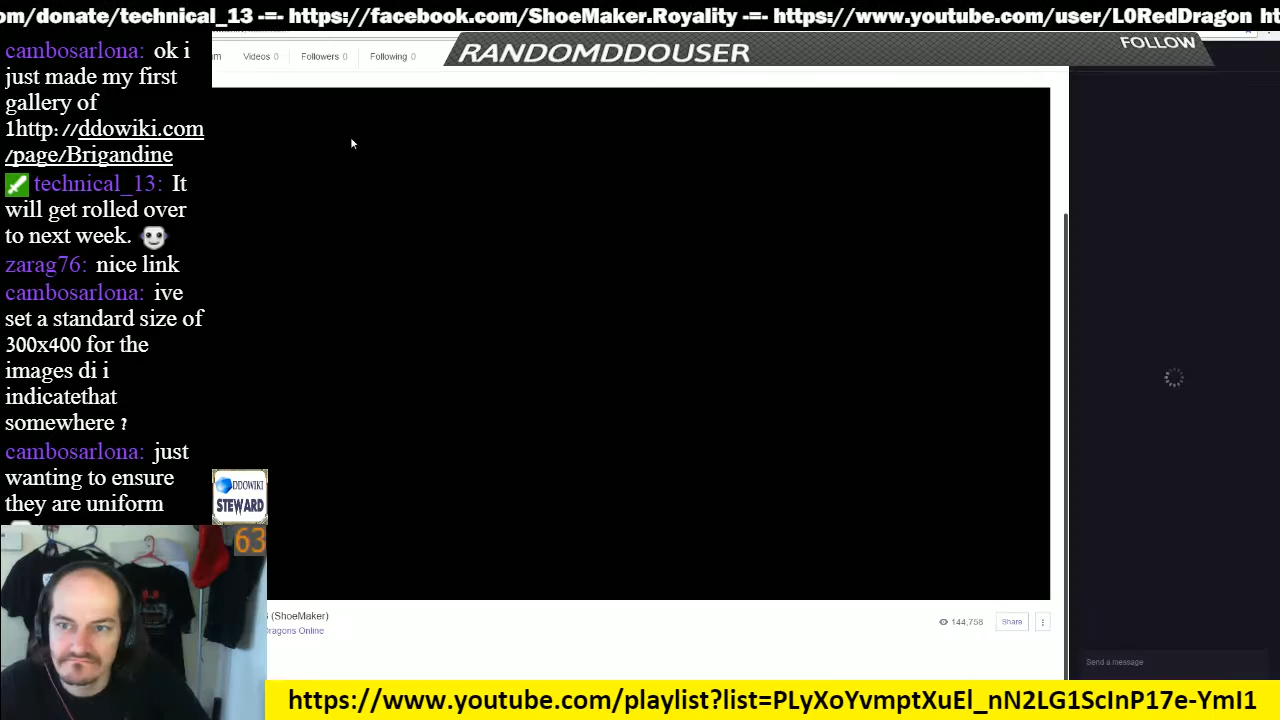 om/donate/technical_13 -=- https://facebook.com/ShoeMaker.Royality -=- https://www.youtube.com/user/L0RedDragon ht
cambosarlona: ok i
just made my first
gallery of
1http://ddowiki.com
/page/Brigandine
technical_13: It
will get rolled over
to next week.
zarag76: nice link
cambosarlona: ive
set a standard size of
300x400 for the
images di i
indicatethat
somewhere ?
cambosarlona: just
wanting to ensure
they are uniform
um Videos 0 Followers 0 Following 0
RANDOMDDOUSER
FOLLOW
DDOWIKI
STEWARD
63
(ShoeMaker)
Dragons Online
144,758 Share
Send a message
https://www.youtube.com/playlist?list=PLyXoYvmptXuEl_nN2LG1ScInP17e-YmI1